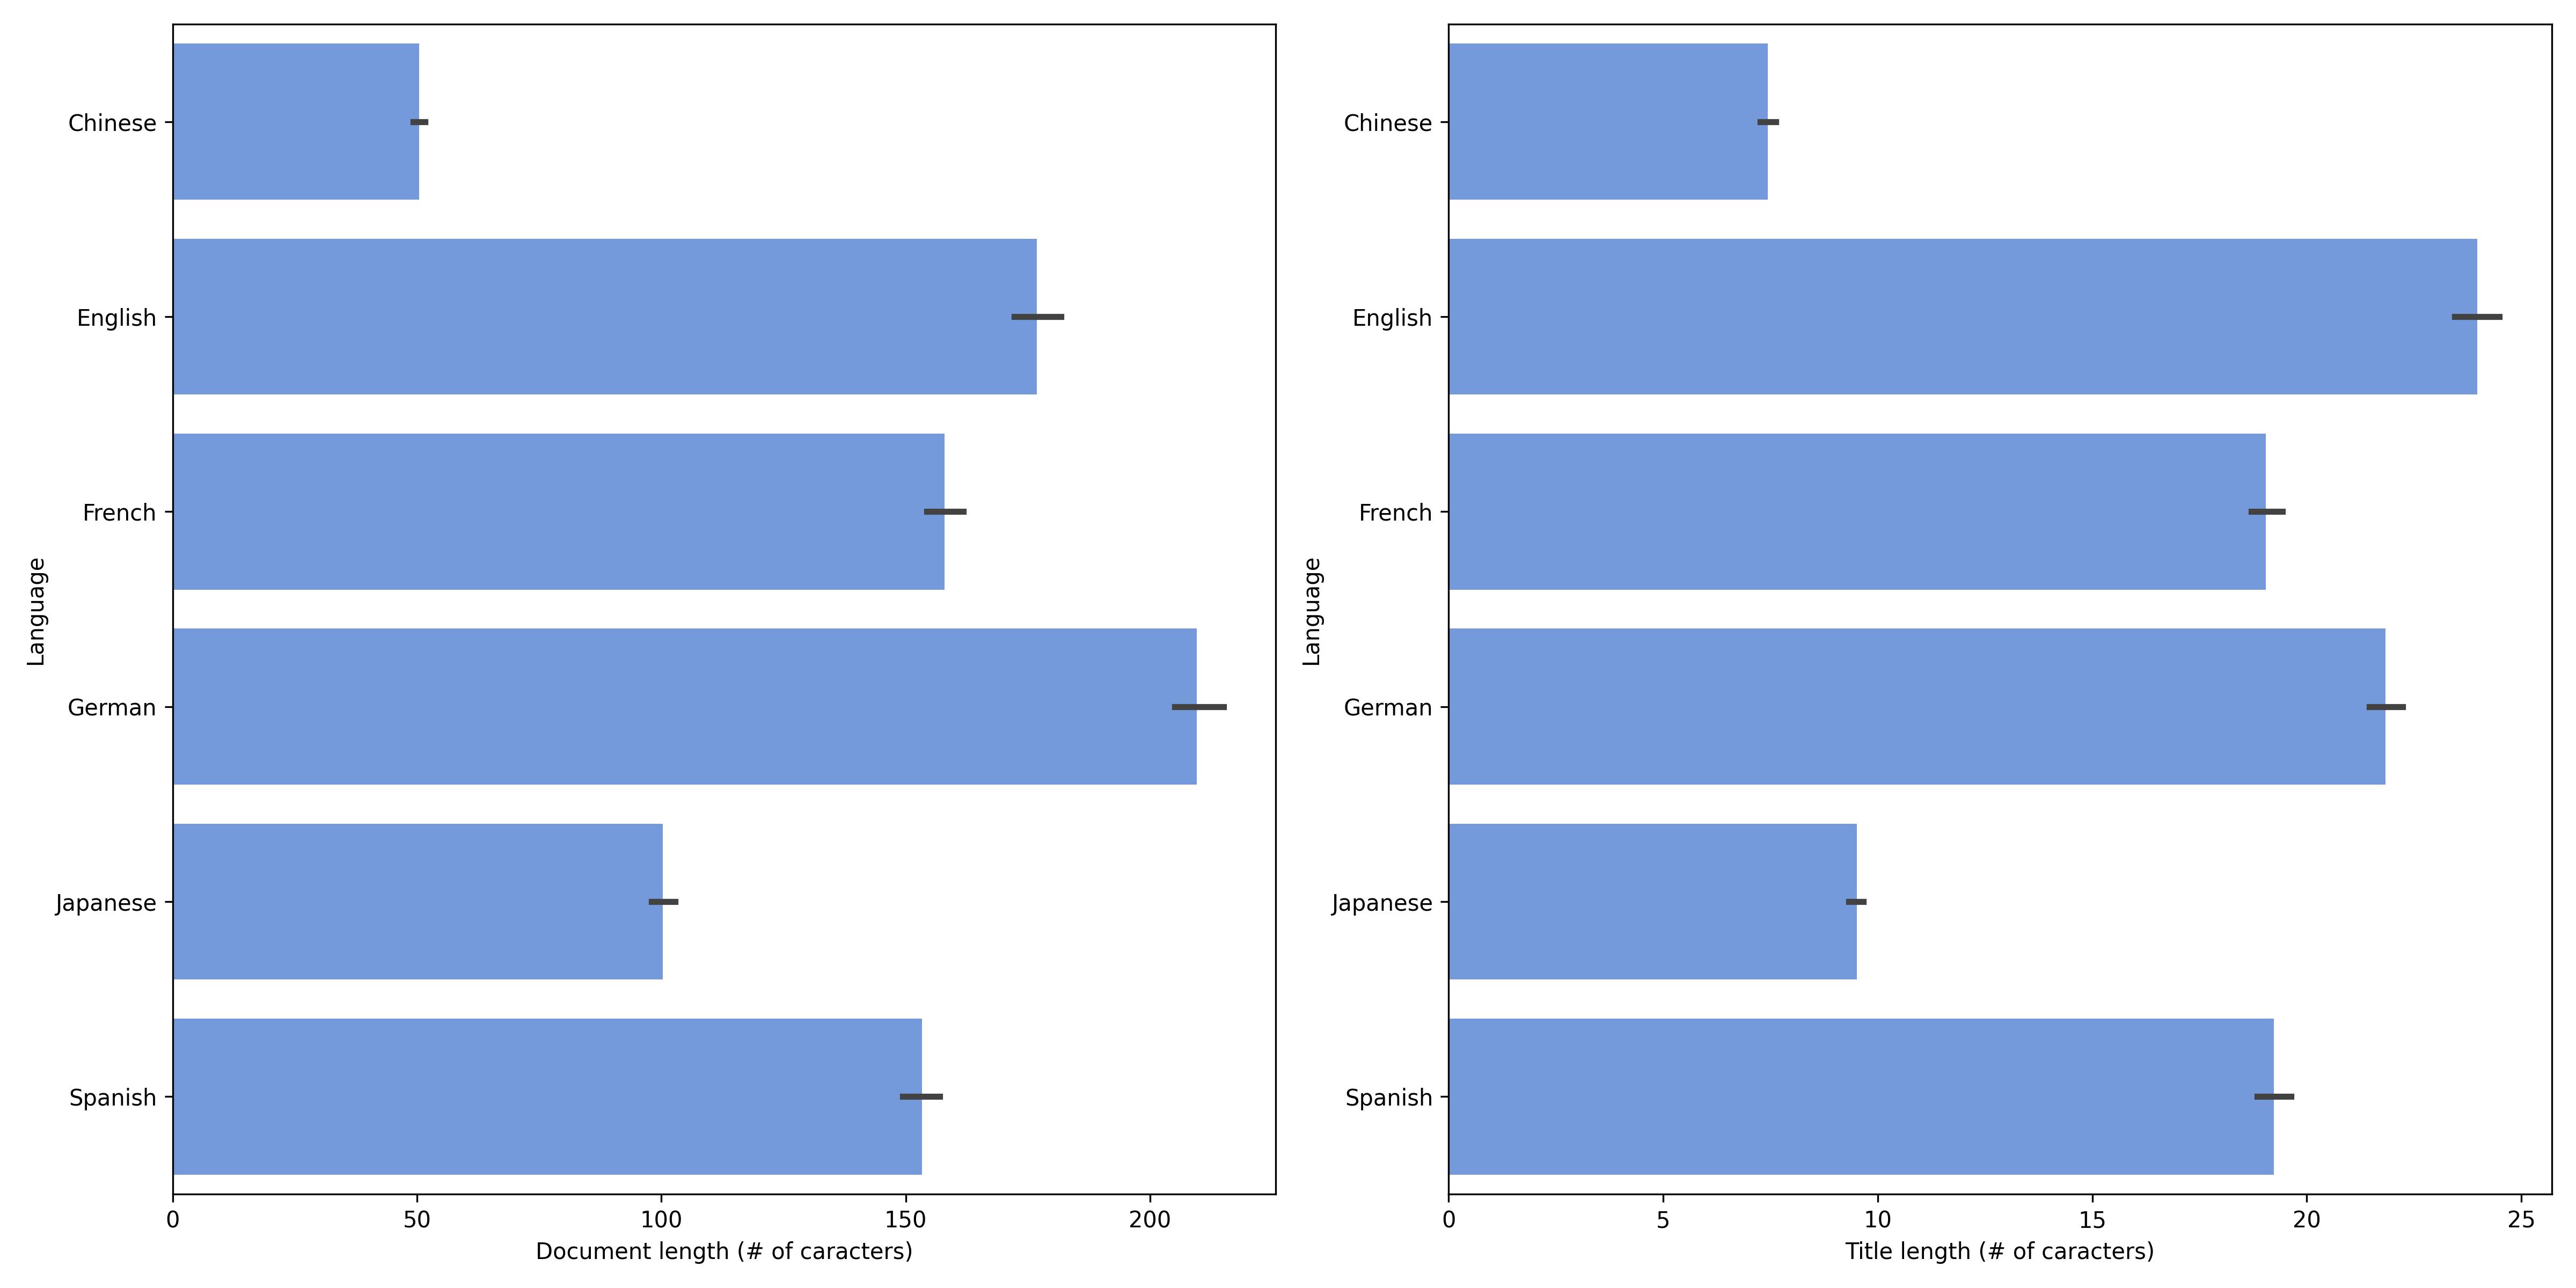 Language
Chinese
English
French
German
Japanese
Spanish
0 50 100 150 200
Document length (# of caracters)
Language
Chinese
English
French
German
Japanese
Spanish
0 5 10 15 20 25
Title length (# of caracters)